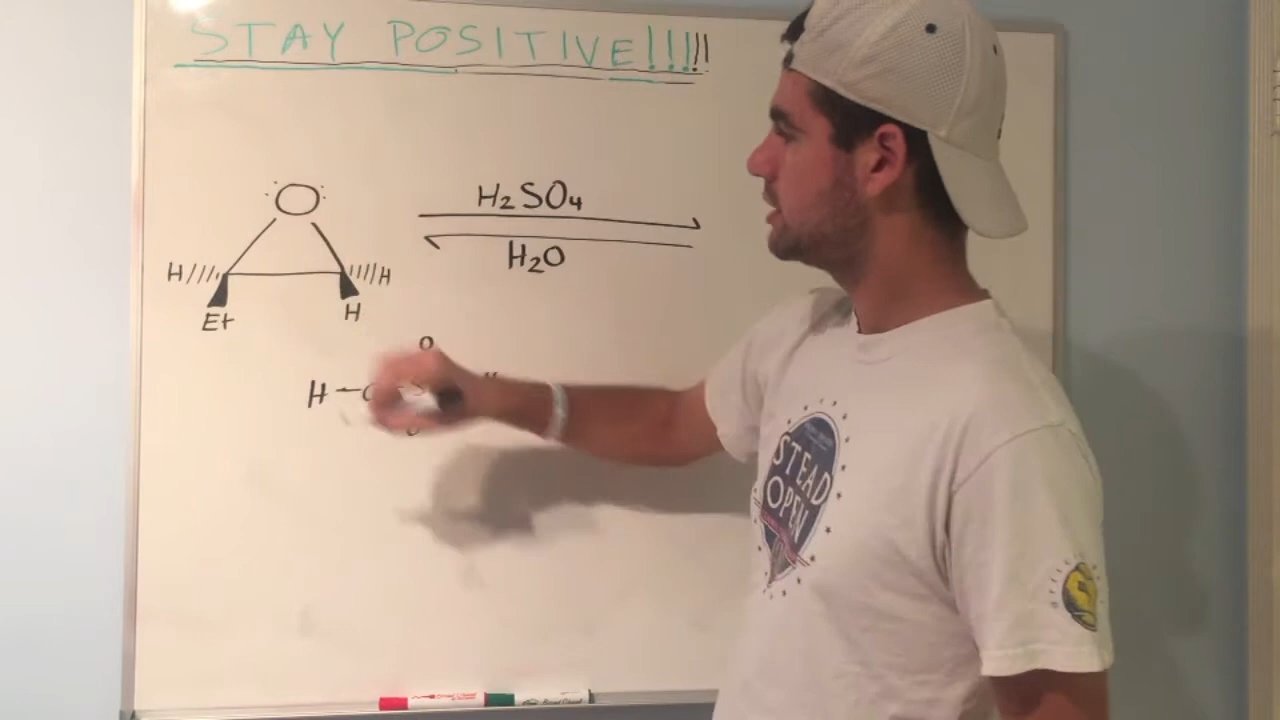 STAY POSITIVE!!!!!
O
H2SO4
H2O
H H
Et H
O
H
O
STEAD
OPEN